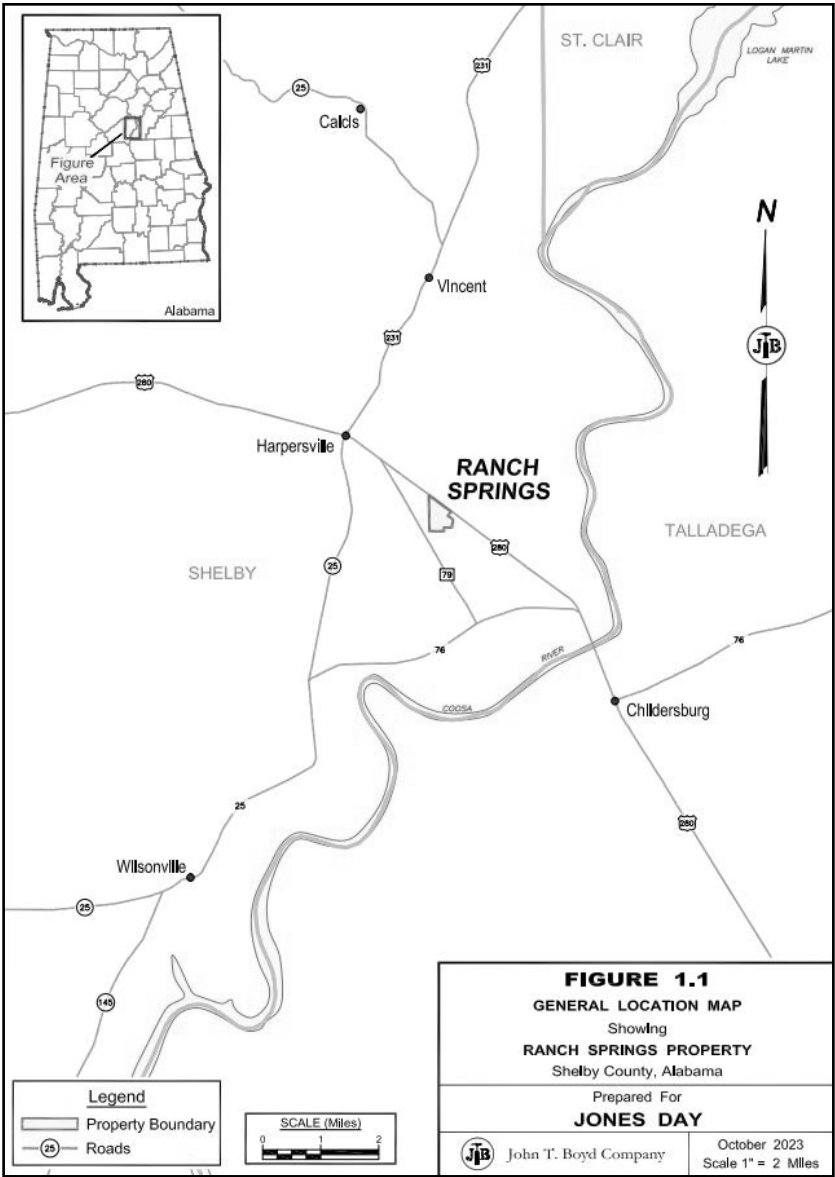 ST. CLAIR
LOGAN MARTIN
LAKE
231
25
Calcis
Figure
Area
N
Vincent
Alabama
JTB
231
280
Harpersville
RANCH
SPRINGS
TALLADEGA
280
SHELBY
25
79
76
76
RIVER
COOSA
Childersburg
25
280
Wilsonville
25
145
FIGURE 1.1
GENERAL LOCATION MAP
Showing
RANCH SPRINGS PROPERTY
Shelby County, Alabama
Prepared For
JONES DAY
JTB
John T. Boyd Company
October 2023
Scale 1" = 2 Miles
Legend
Property Boundary
25 Roads
SCALE (Miles)
0 1 2